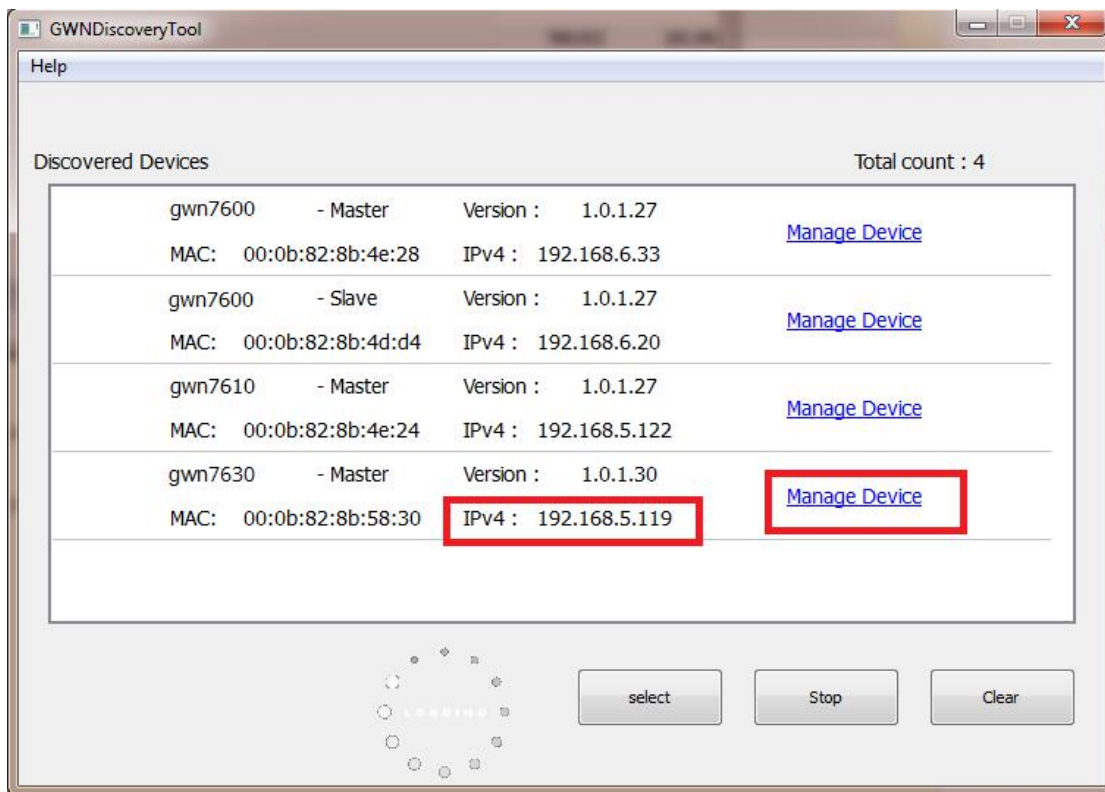 GWNDiscoveryTool
Help
Discovered Devices Total count : 4
gwn7600 - Master Version : 1.0.1.27
Manage Device
MAC: 00:0b:82:8b:4e:28 IPv4 : 192.168.6.33
gwn7600 - Slave Version : 1.0.1.27
Manage Device
MAC: 00:0b:82:8b:4d:d4 IPv4 : 192.168.6.20
gwn7610 - Master Version : 1.0.1.27
Manage Device
MAC: 00:0b:82:8b:4e:24 IPv4 : 192.168.5.122
gwn7630 - Master Version : 1.0.1.30
Manage Device
MAC: 00:0b:82:8b:58:30 IPv4 : 192.168.5.119
LOADING select Stop Clear